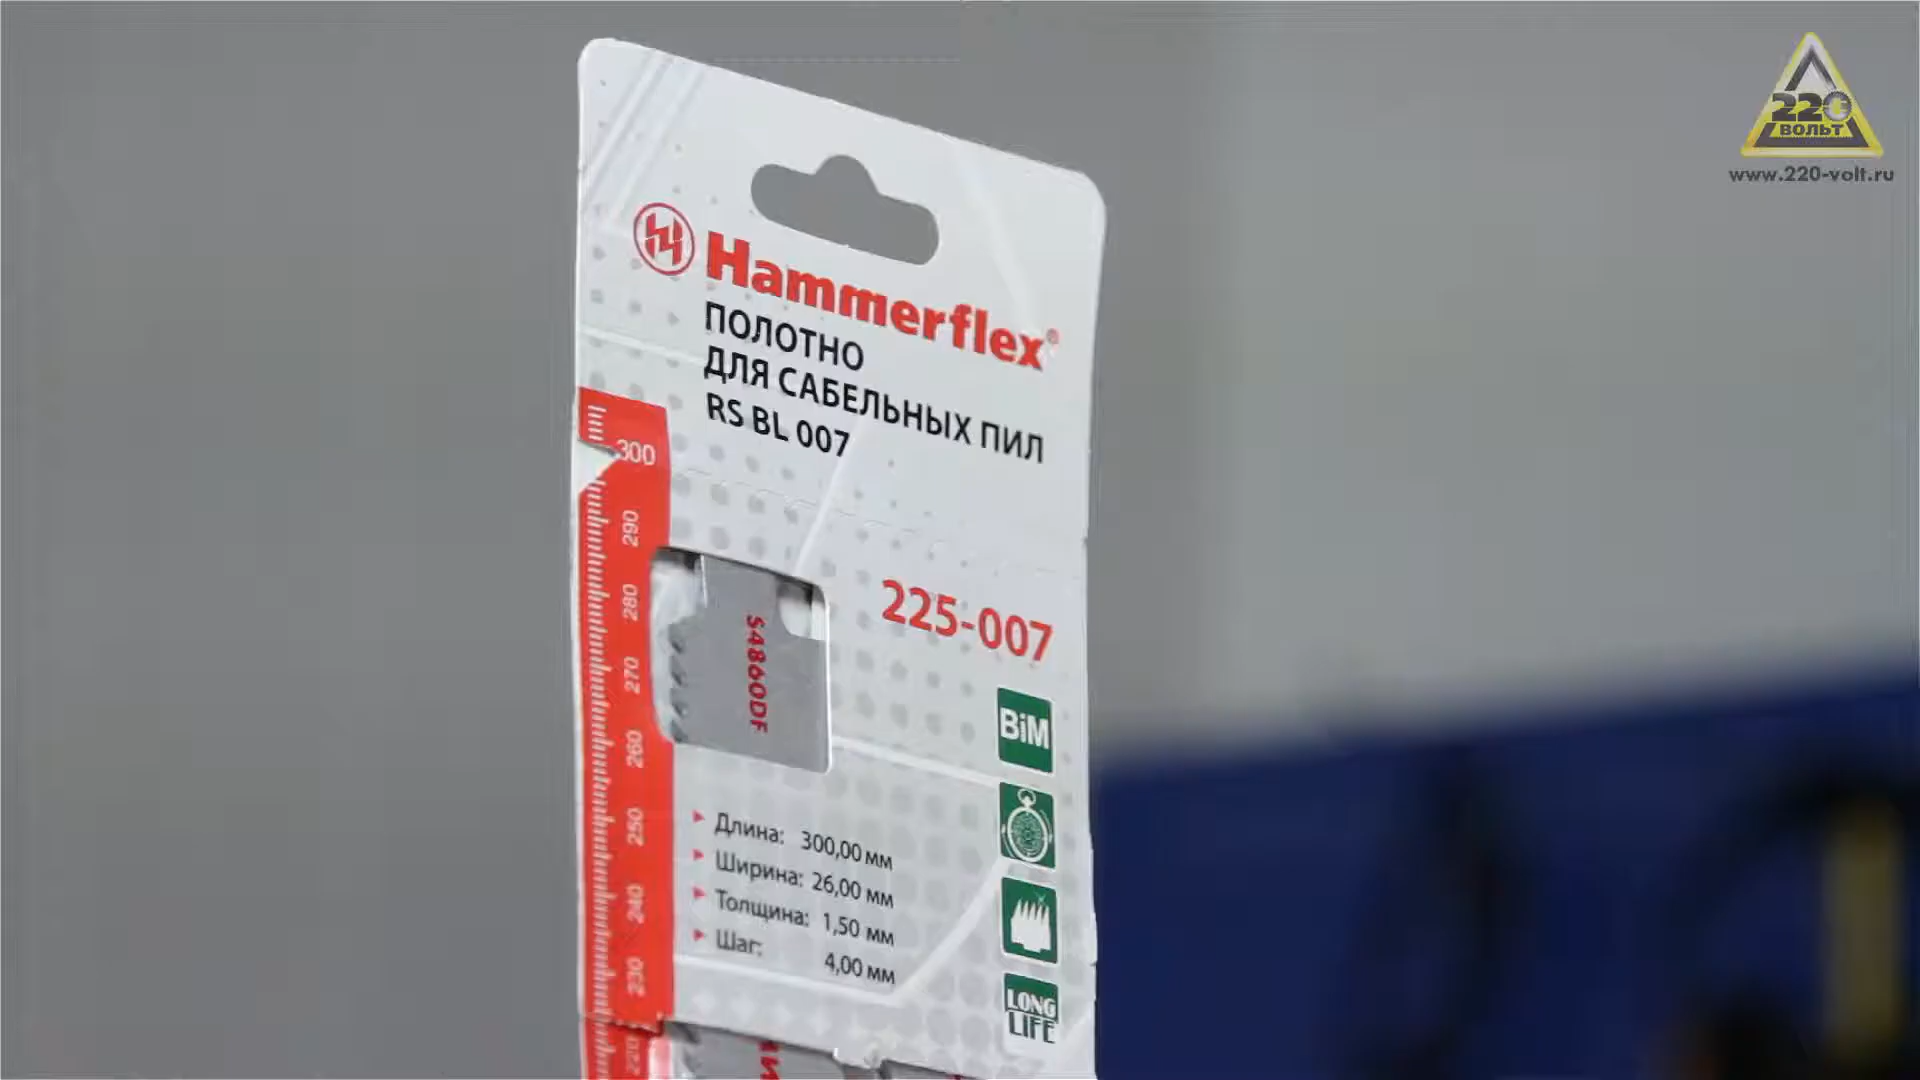 220
ВОЛЬТ
www.220-volt.ru
Hammerflex®
ПОЛОТНО
ДЛЯ САБЕЛЬНЫХ ПИЛ
RS BL 007
300
290
280
270
260
250
240
230
220
S4860DF
225-007
BiM
Длина: 300,00 мм
Ширина: 26,00 мм
Толщина: 1,50 мм
Шаг: 4,00 мм
LONG
LIFE